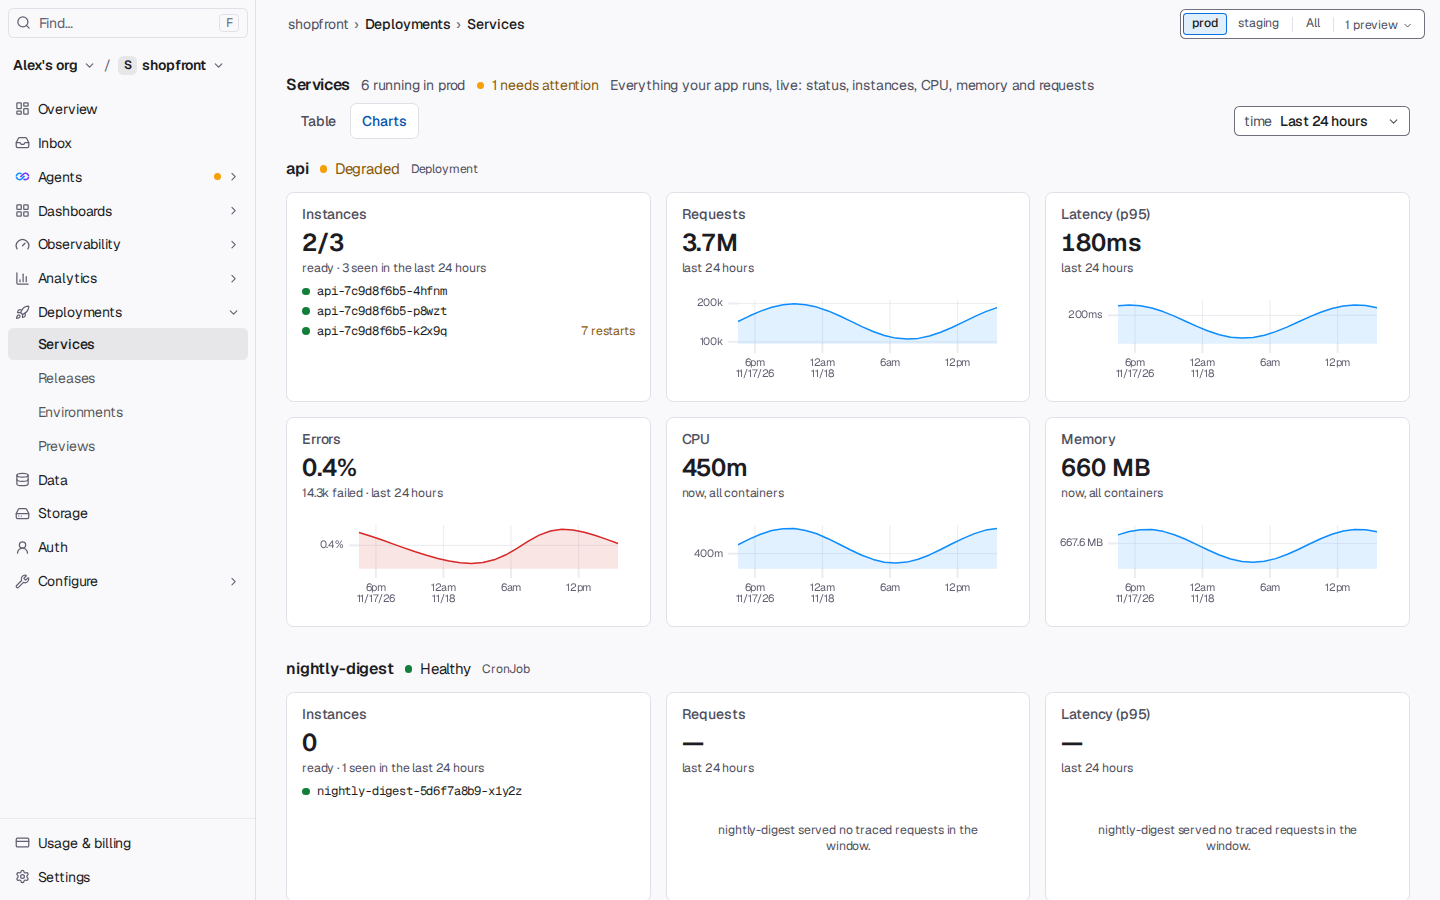 Find...
F
Alex's org
/
S
shopfront
Overview
Inbox
Agents
Dashboards
Observability
Analytics
Deployments
Services
Releases
Environments
Previews
Data
Storage
Auth
Configure
Usage & billing
Settings
shopfront › Deployments › Services
prod
staging
All
1 preview
Services 6 running in prod 1 needs attention Everything your app runs, live: status, instances, CPU, memory and requests
Table
Charts
time Last 24 hours
api Degraded Deployment
Instances
2/3
ready · 3 seen in the last 24 hours
api-7c9d8f6b5-4hfnm
api-7c9d8f6b5-p8wzt
api-7c9d8f6b5-k2x9q 7 restarts
Requests
3.7M
last 24 hours
200k
100k
6pm 12am 6am 12pm
11/17/26 11/18
Latency (p95)
180ms
last 24 hours
200ms
6pm 12am 6am 12pm
11/17/26 11/18
Errors
0.4%
14.3k failed · last 24 hours
0.4%
6pm 12am 6am 12pm
11/17/26 11/18
CPU
450m
now, all containers
400m
6pm 12am 6am 12pm
11/17/26 11/18
Memory
660 MB
now, all containers
667.6 MB
6pm 12am 6am 12pm
11/17/26 11/18
nightly-digest Healthy CronJob
Instances
0
ready · 1 seen in the last 24 hours
nightly-digest-5d6f7a8b9-x1y2z
Requests
—
last 24 hours
nightly-digest served no traced requests in the
window.
Latency (p95)
—
last 24 hours
nightly-digest served no traced requests in the
window.